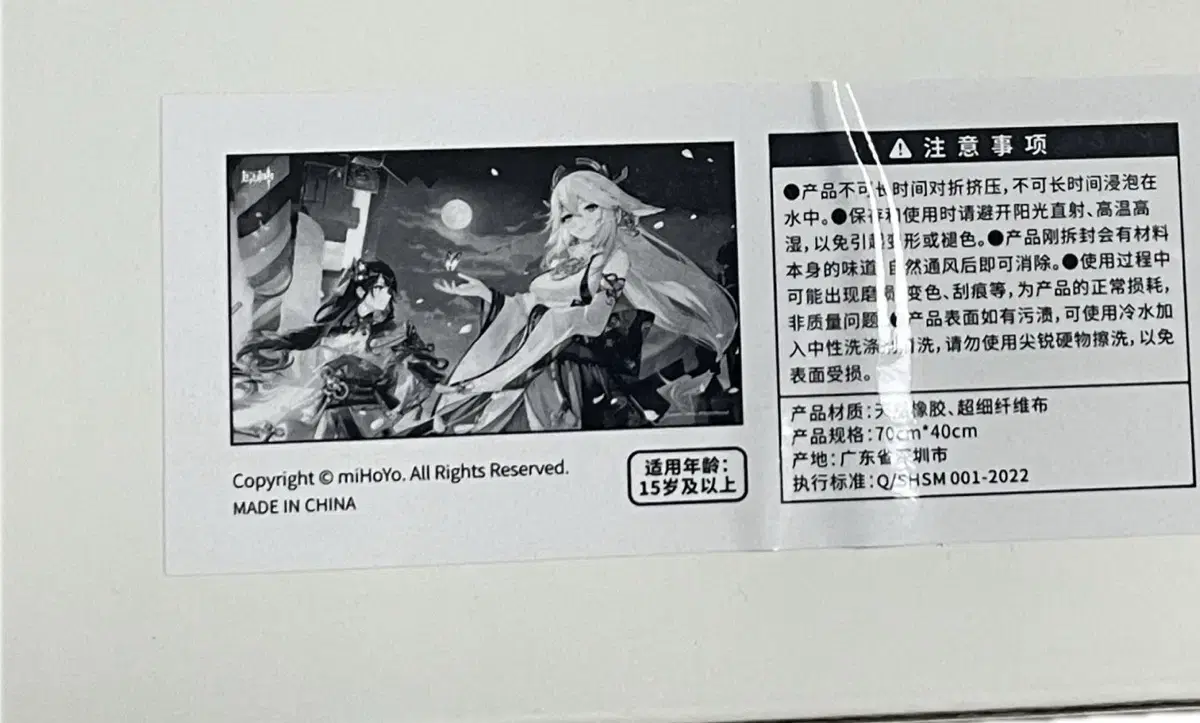 原神
Copyright © miHoYo. All Rights Reserved.
MADE IN CHINA
适用年龄：
15岁及以上
注意事项
●产品不可长时间对折挤压，不可长时间浸泡在
水中。●保存和使用时请避开阳光直射、高温高
湿，以免引起变形或褪色。●产品刚拆封会有材料
本身的味道，自然通风后即可消除。●使用过程中
可能出现磨损、变色、刮痕等，为产品的正常损耗，
非质量问题。●产品表面如有污渍，可使用冷水加
入中性洗涤剂清洗，请勿使用尖锐硬物擦洗，以免
表面受损。
产品材质：天然橡胶、超细纤维布
产品规格：70cm*40cm
产地：广东省深圳市
执行标准：Q/SHSM 001-2022